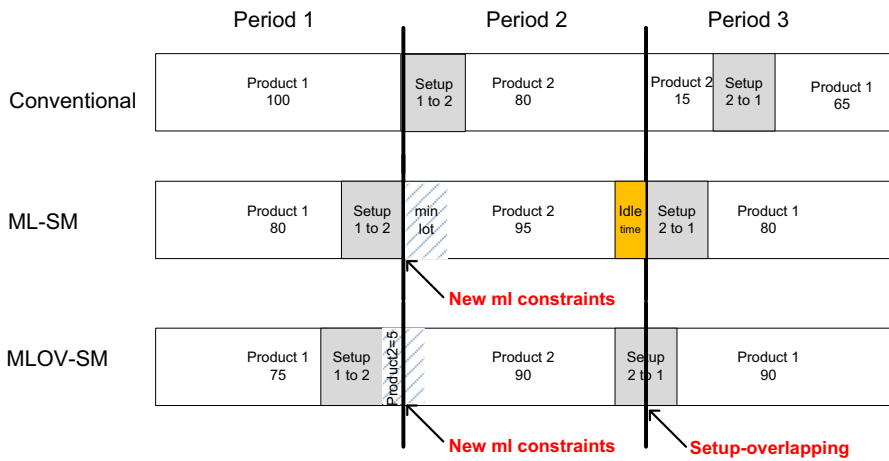 Period 1
Period 2
Period 3
Conventional
Product 1
100
Setup
1 to 2
Product 2
80
Product 2
15
Setup
2 to 1
Product 1
65
ML-SM
Product 1
80
Setup
1 to 2
min
lot
Product 2
95
Idle
time
Setup
2 to 1
Product 1
80
New ml constraints
MLOV-SM
Product 1
75
Setup
1 to 2
Product2=5
Product 2
90
Setup
2 to 1
Product 1
90
New ml constraints
Setup-overlapping